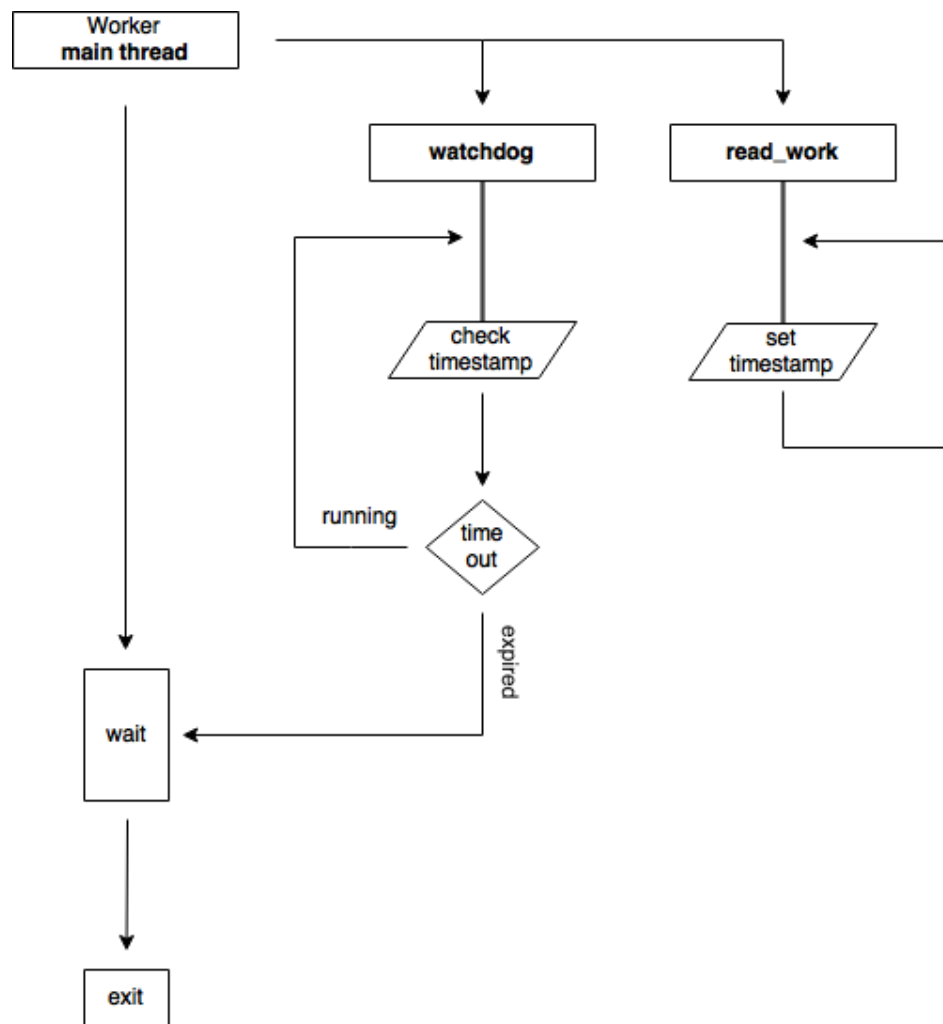 Worker
main thread
watchdog
read_work
check
timestamp
set
timestamp
running
time
out
expired
wait
exit